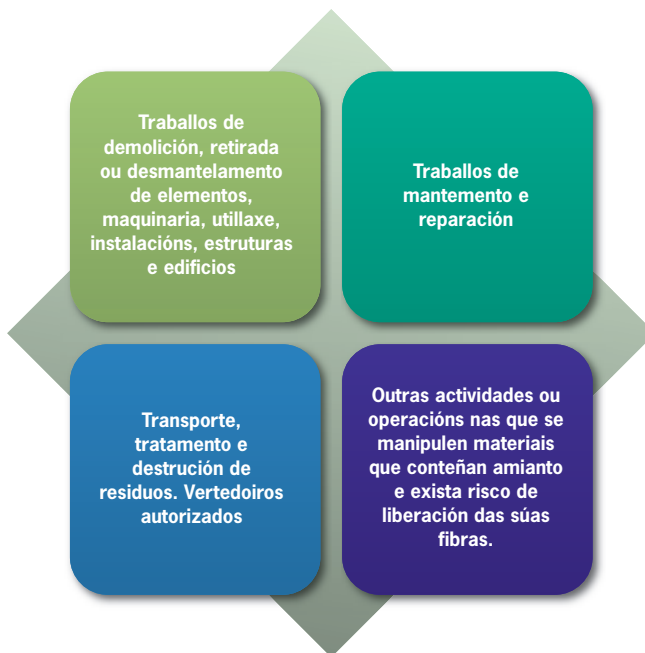 Traballos de
demolición, retirada
ou desmantelamento
de elementos,
maquinaria, utillaxe,
instalacións, estruturas
e edificios
Traballos de
mantemento e
reparación
Transporte,
tratamento e
destrución de
residuos. Vertedoiros
autorizados
Outras actividades ou
operacións nas que se
manipulen materiais
que conteñan amianto
e exista risco de
liberación das súas
fibras.